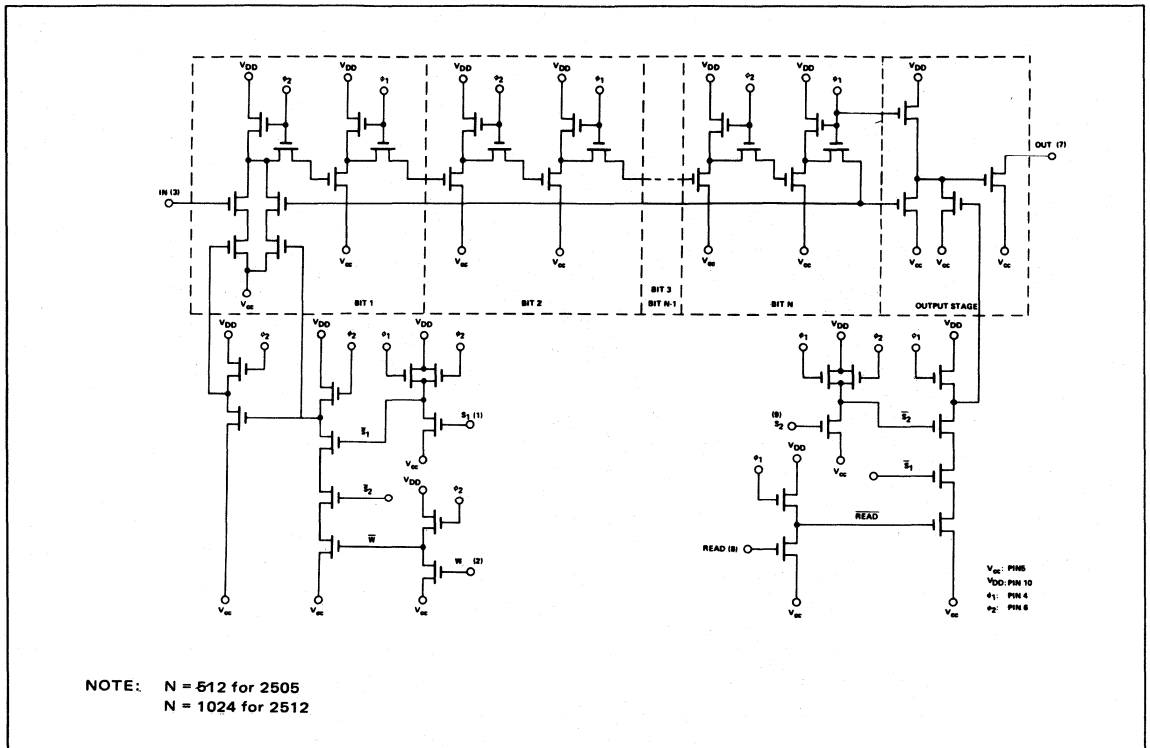 VDD φ2 VDD φ1 VDD φ2 VDD φ1 VDD φ2 VDD φ1 VDD
OUT (7)
IN (3)
Vcc Vcc Vcc Vcc Vcc Vcc Vcc Vcc Vcc
BIT 1 BIT 2 BIT 3 BIT N-1 BIT N OUTPUT STAGE
VDD φ2 VDD φ2 φ1 VDD φ2 φ1 VDD φ2 φ1 VDD
S̅1 S1 (1) (9) S2 S̅2
Vcc Vcc
VDD φ2 φ1 VDD S̅1
S̅2
W̅ READ̅
W (2) READ (8)
Vcc Vcc Vcc Vcc Vcc
Vcc: PIN5
VDD: PIN 10
φ1: PIN 4
φ2: PIN 6
NOTE: N = 512 for 2505
N = 1024 for 2512